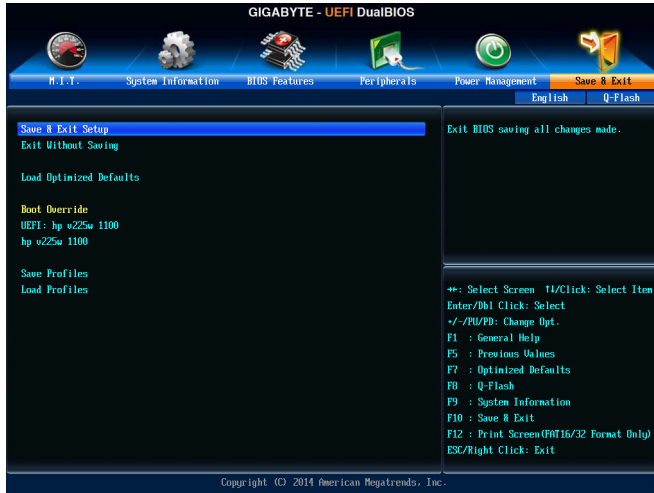 GIGABYTE - UEFI DualBIOS
M.I.T.
System Information
BIOS Features
Peripherals
Power Management
Save & Exit
English
Q-Flash
Save & Exit Setup
Exit Without Saving
Load Optimized Defaults
Boot Override
UEFI: hp v225w 1100
hp v225w 1100
Save Profiles
Load Profiles
Exit BIOS saving all changes made.
→←: Select Screen ↑↓/Click: Select Item
Enter/Dbl Click: Select
+/-/PU/PD: Change Opt.
F1 : General Help
F5 : Previous Values
F7 : Optimized Defaults
F8 : Q-Flash
F9 : System Information
F10 : Save & Exit
F12 : Print Screen(FAT16/32 Format Only)
ESC/Right Click: Exit
Copyright (C) 2014 American Megatrends, Inc.